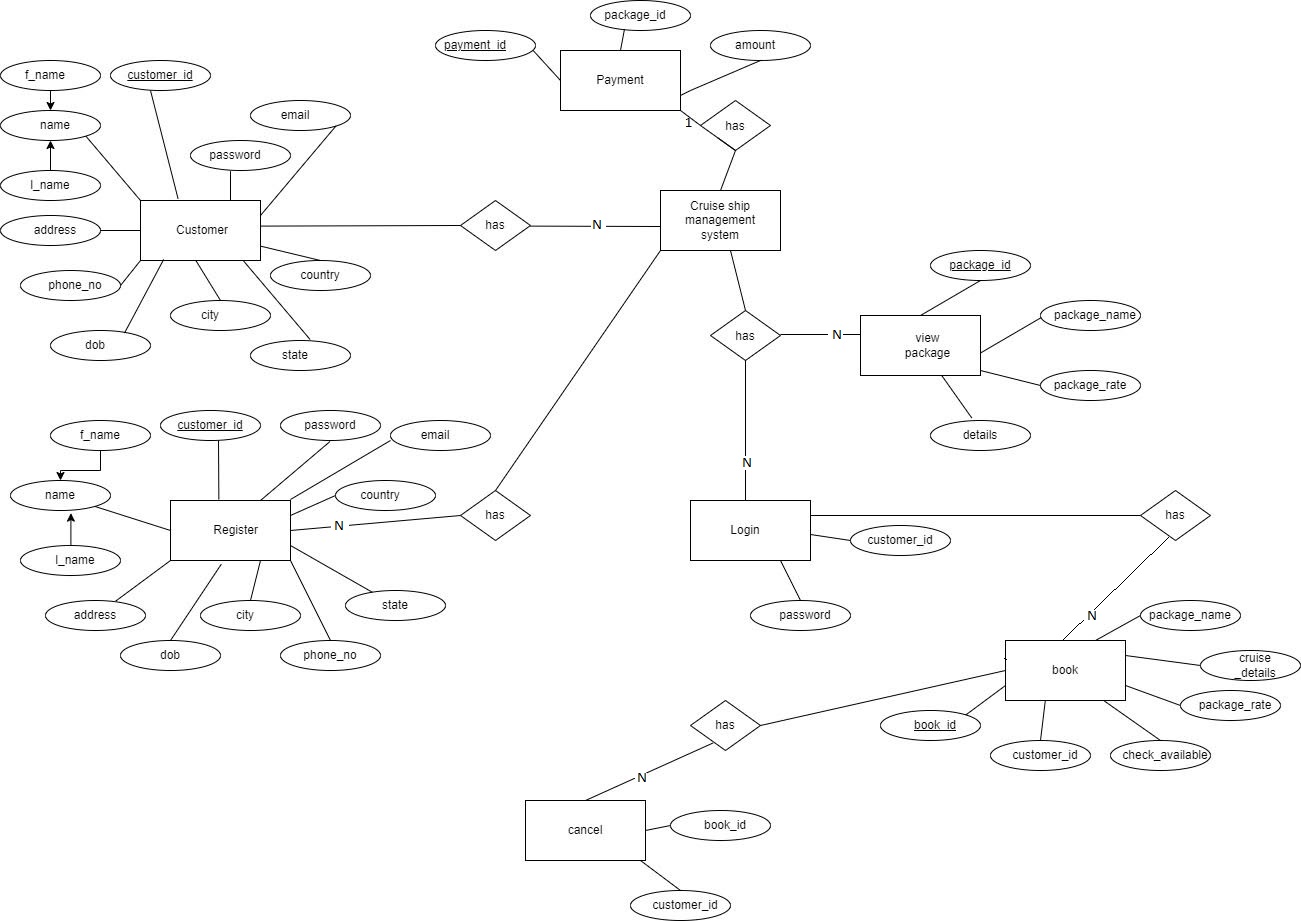 package_id
payment_id
amount
Payment
1
has
f_name
customer_id
name
email
password
l_name
address
Customer
has
N
Cruise ship
management
system
phone_no
country
city
dob
state
package_id
package_name
has
N
view
package
package_rate
details
f_name
customer_id
password
email
name
country
Register
N
has
l_name
address
dob
city
phone_no
state
N
Login
customer_id
password
has
N
package_name
book
cruise
_details
package_rate
book_id
customer_id
check_available
has
N
cancel
book_id
customer_id